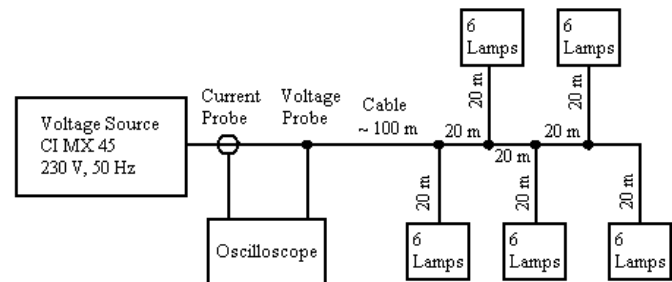 Voltage Source
CI MX 45
230 V, 50 Hz
Current
Probe
Voltage
Probe
Oscilloscope
Cable
~ 100 m
6
Lamps
6
Lamps
20 m
20 m
20 m
20 m
20 m
20 m
20 m
20 m
6
Lamps
6
Lamps
6
Lamps